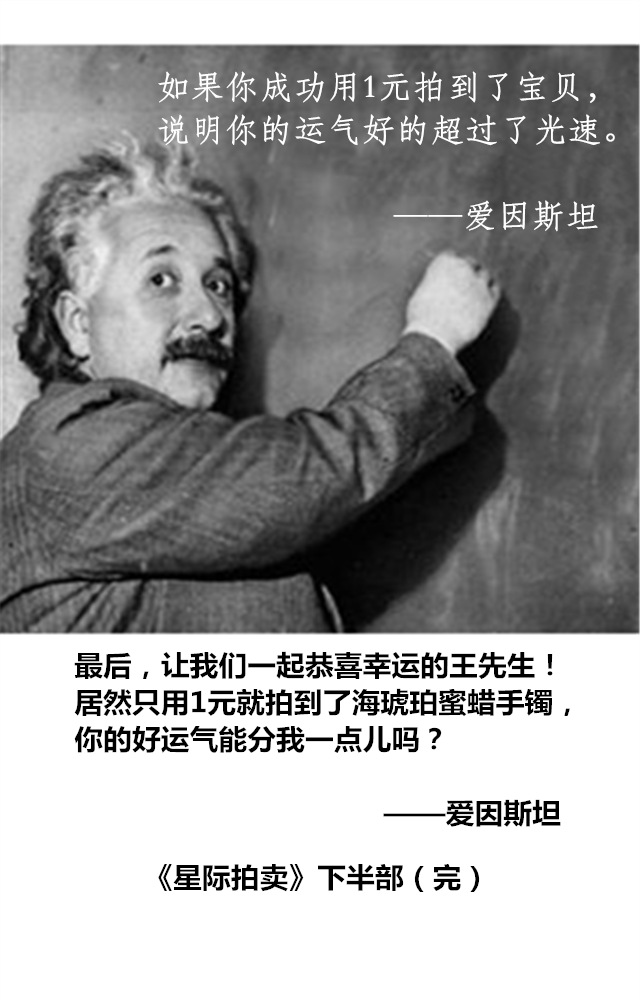 如果你成功用1元拍到了宝贝，
说明你的运气好的超过了光速。
——爱因斯坦
最后，让我们一起恭喜幸运的王先生！
居然只用1元就拍到了海琥珀蜜蜡手镯，
你的好运气能分我一点儿吗？
——爱因斯坦
《星际拍卖》下半部（完）